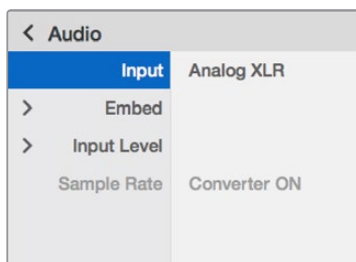 < Audio
Input Analog XLR
> Embed
> Input Level
Sample Rate Converter ON